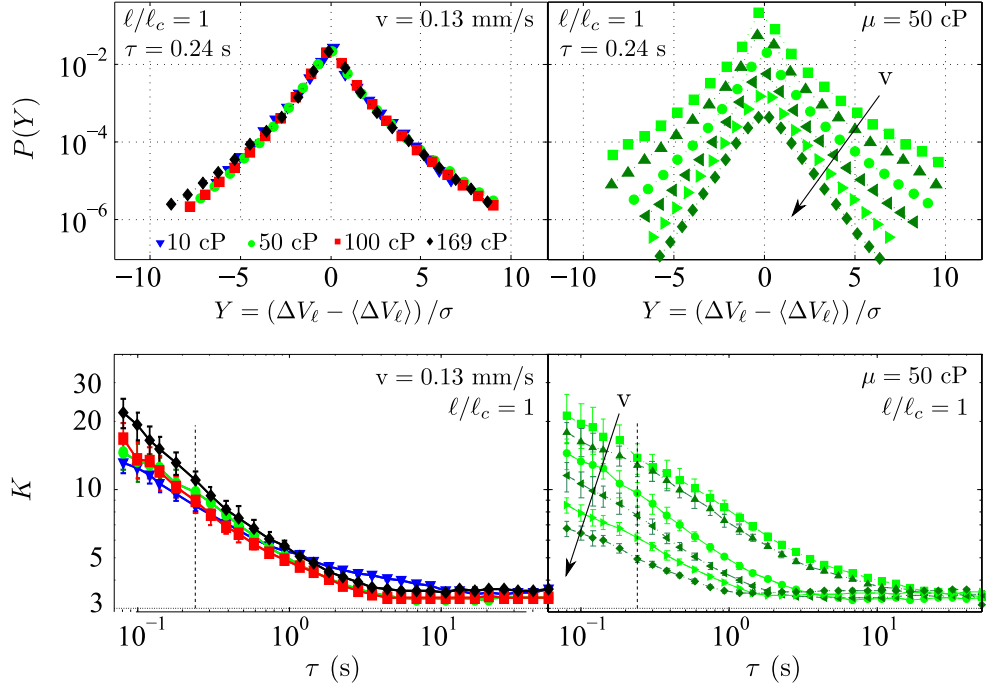 ℓ/ℓ_c = 1
v = 0.13 mm/s
τ = 0.24 s
P(Y)
10^−2
10^−4
10^−6
10 cP 50 cP 100 cP 169 cP
−10 −5 0 5 10
Y = (ΔV_ℓ − ⟨ΔV_ℓ⟩) /σ
ℓ/ℓ_c = 1
μ = 50 cP
τ = 0.24 s
v
−10 −5 0 5 10
Y = (ΔV_ℓ − ⟨ΔV_ℓ⟩) /σ
v = 0.13 mm/s
ℓ/ℓ_c = 1
K
30
20
10
5
3
10^−1 10^0 10^1
τ (s)
μ = 50 cP
v
ℓ/ℓ_c = 1
10^−1 10^0 10^1
τ (s)